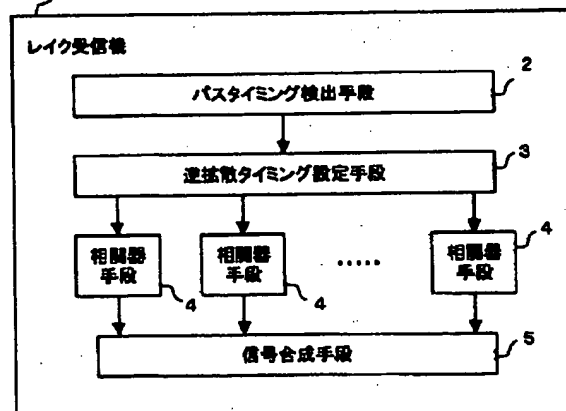 レイク受信機
パスタイミング検出手段
2
逆拡散タイミング設定手段
3
相関器
手段
4
相関器
手段
4
.....
相関器
手段
4
信号合成手段
5